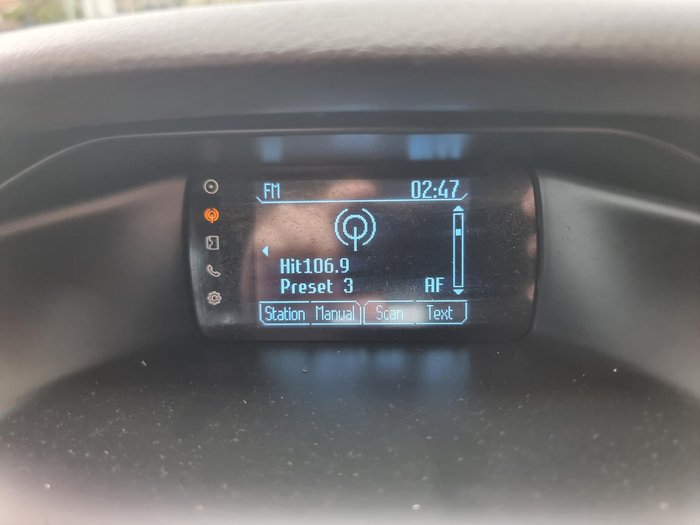 FM 02:47
Hit106.9
Preset 3 AF
Station Manual Scan Text